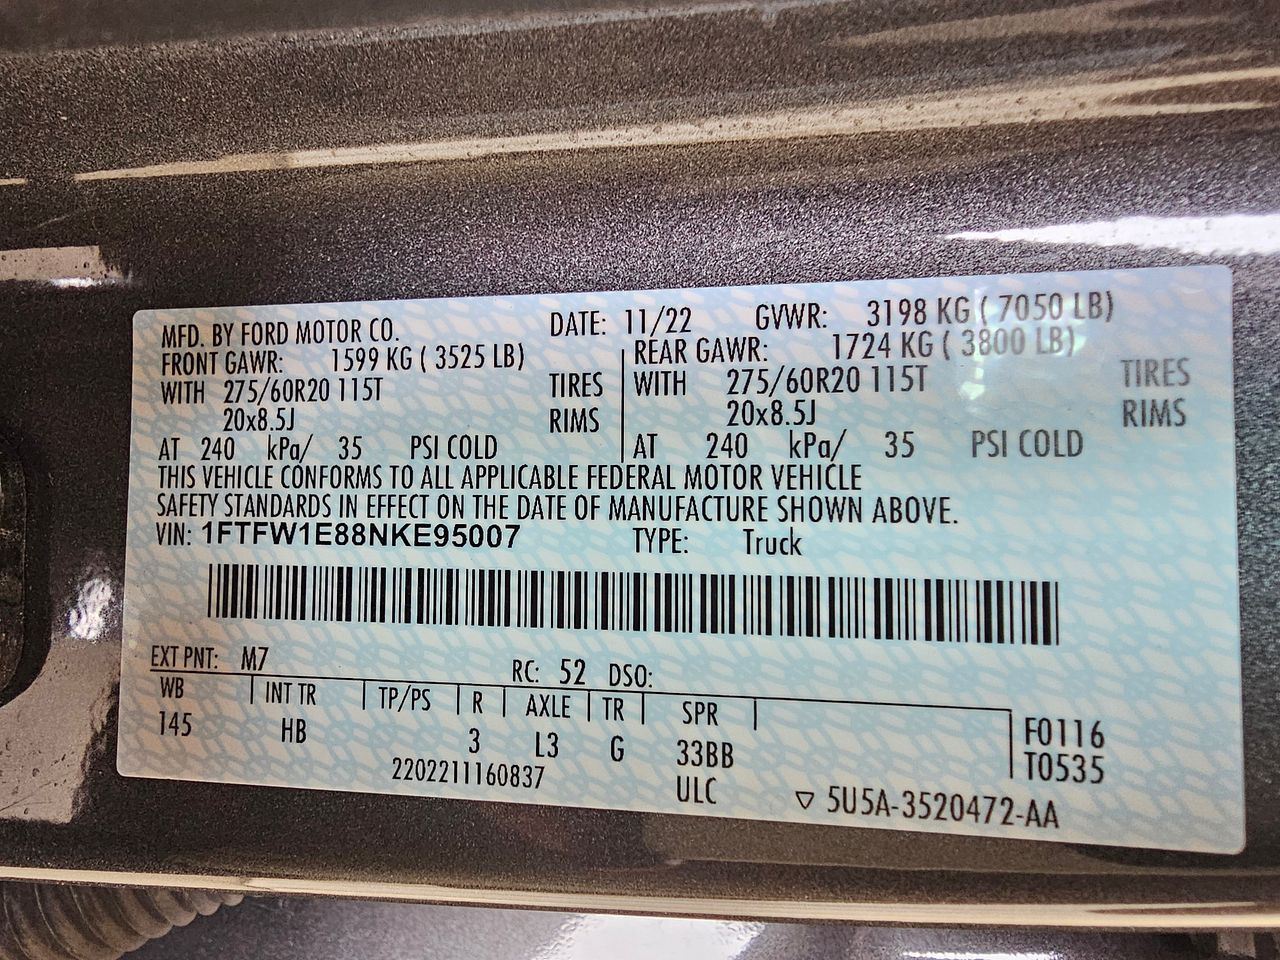 MFD. BY FORD MOTOR CO. DATE: 11/22 GVWR: 3198 KG ( 7050 LB)
FRONT GAWR: 1599 KG ( 3525 LB) REAR GAWR: 1724 KG ( 3800 LB)
WITH 275/60R20 115T TIRES WITH 275/60R20 115T TIRES
20x8.5J RIMS 20x8.5J RIMS
AT 240 kPa/ 35 PSI COLD AT 240 kPa/ 35 PSI COLD
THIS VEHICLE CONFORMS TO ALL APPLICABLE FEDERAL MOTOR VEHICLE
SAFETY STANDARDS IN EFFECT ON THE DATE OF MANUFACTURE SHOWN ABOVE.
VIN: 1FTFW1E88NKE95007 TYPE: Truck
EXT PNT: M7 RC: 52 DSO:
WB INT TR TP/PS R AXLE TR SPR F0116
145 HB 3 L3 G 33BB T0535
2202211160837 ULC ▽ 5U5A-3520472-AA